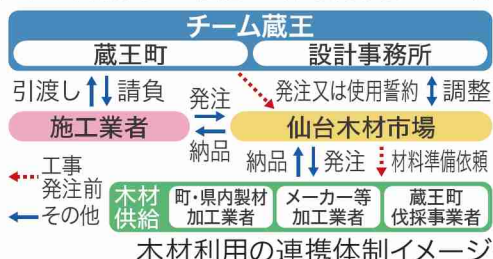 チーム蔵王
蔵王町 設計事務所
引渡し 請負 発注 発注又は使用誓約 調整
施工業者 仙台木材市場
納品 納品 発注 材料準備依頼
工事
発注前
その他
木材
供給
町・県内製材
加工業者
メーカー等
加工業者
蔵王町
伐採事業者
木材利用の連携体制イメージ